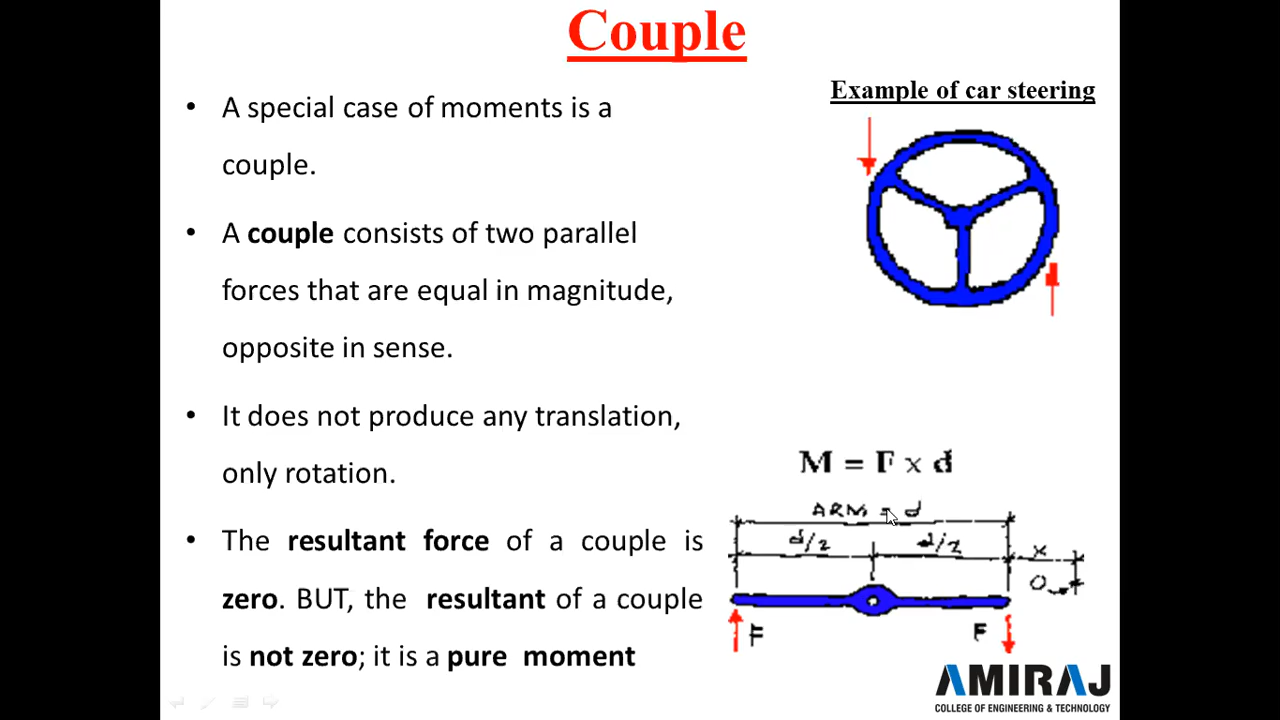 Couple
• A special case of moments is a
couple.
• A couple consists of two parallel
forces that are equal in magnitude,
opposite in sense.
• It does not produce any translation,
only rotation.
• The resultant force of a couple is
zero. BUT, the resultant of a couple
is not zero; it is a pure moment
Example of car steering
M = F x d
ARM = d
d/2 d/2 x
O
F F
AMIRAJ
COLLEGE OF ENGINEERING & TECHNOLOGY